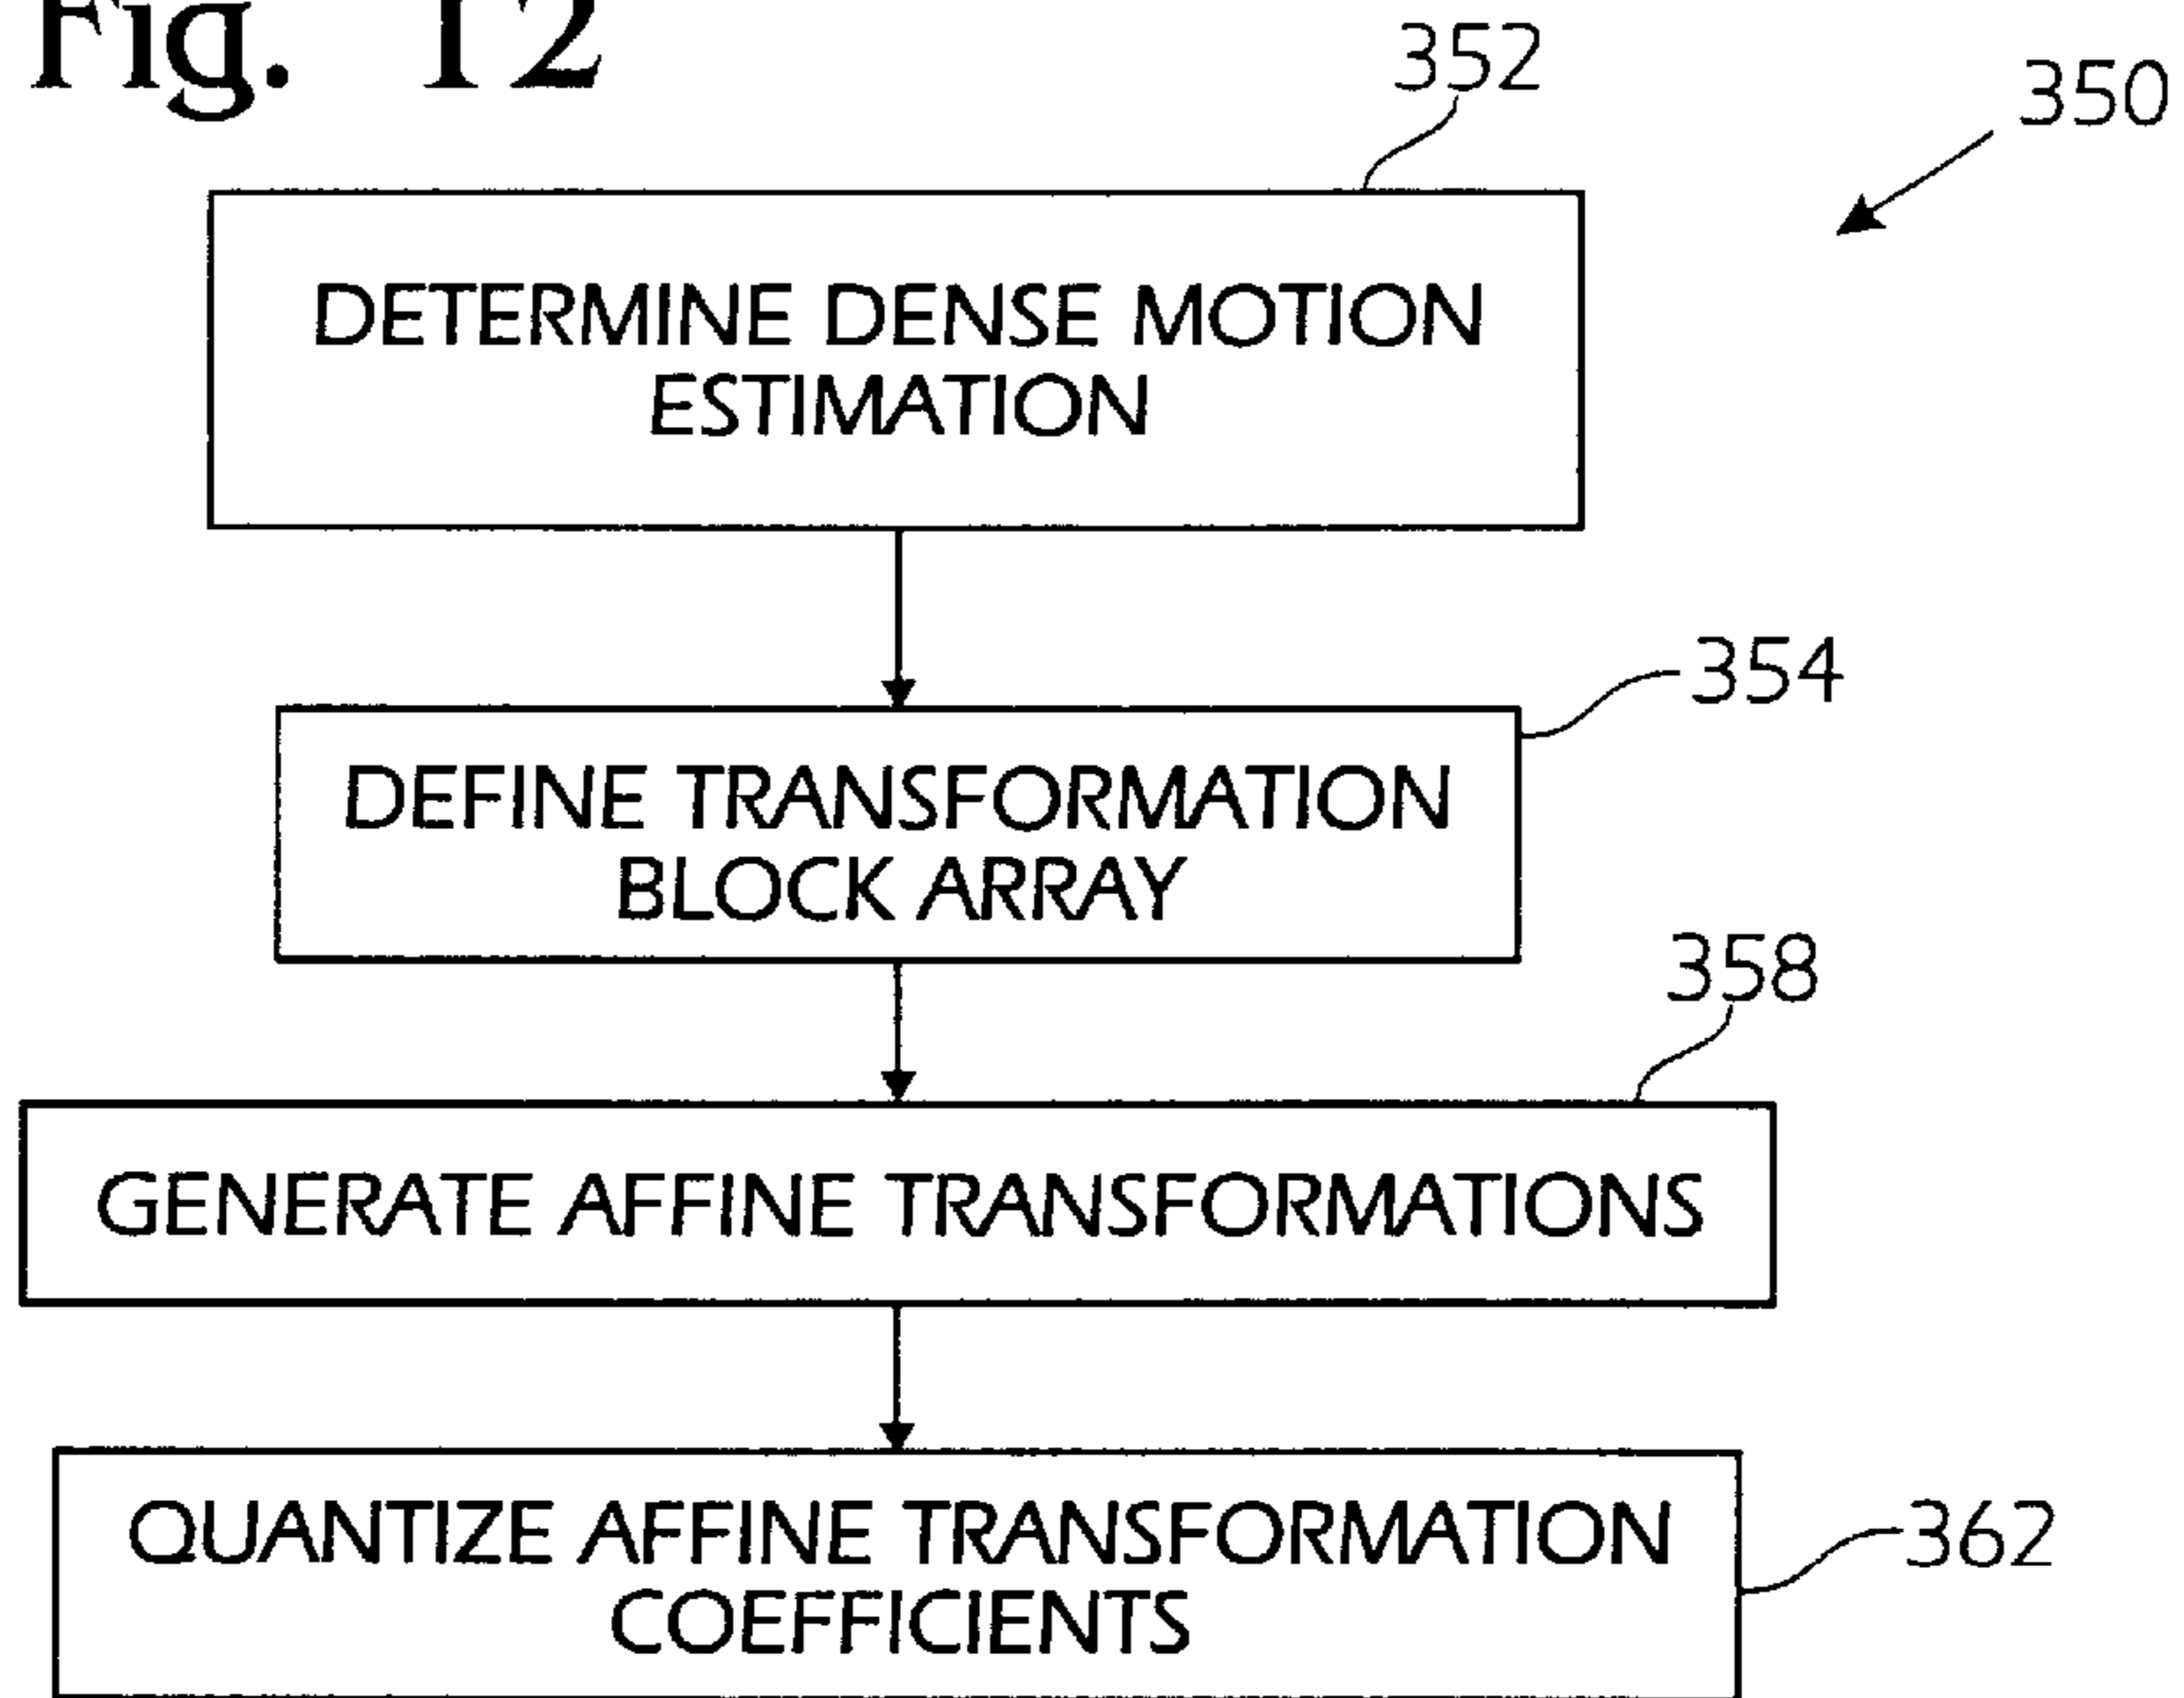 Fig. 12
352
350
DETERMINE DENSE MOTION
ESTIMATION
354
DEFINE TRANSFORMATION
BLOCK ARRAY
358
GENERATE AFFINE TRANSFORMATIONS
QUANTIZE AFFINE TRANSFORMATION
362
COEFFICIENTS